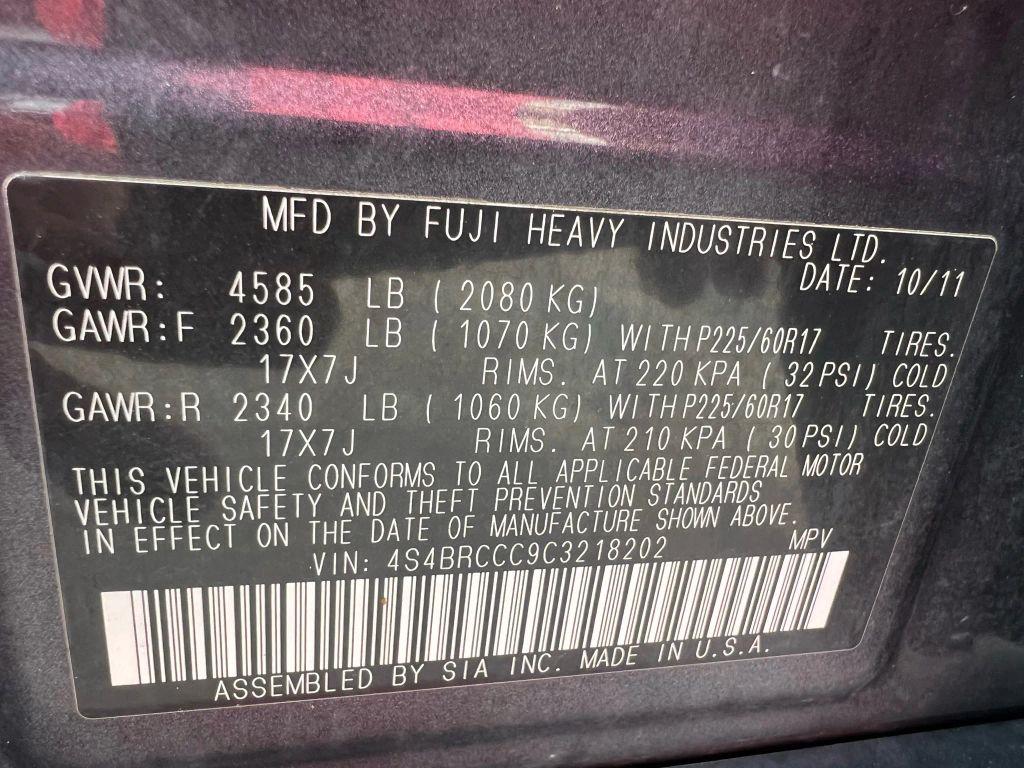 MFD BY FUJI HEAVY INDUSTRIES LTD.
DATE: 10/11
GVWR: 4585 LB ( 2080 KG)
GAWR:F 2360 LB ( 1070 KG) WITH P225/60R17 TIRES.
17X7J RIMS. AT 220 KPA ( 32 PSI) COLD
GAWR:R 2340 LB ( 1060 KG) WITH P225/60R17 TIRES.
17X7J RIMS. AT 210 KPA ( 30 PSI) COLD
THIS VEHICLE CONFORMS TO ALL APPLICABLE FEDERAL MOTOR
VEHICLE SAFETY AND THEFT PREVENTION STANDARDS
IN EFFECT ON THE DATE OF MANUFACTURE SHOWN ABOVE.
VIN: 4S4BRCCC9C3218202 MPV
ASSEMBLED BY SIA INC. MADE IN U.S.A.